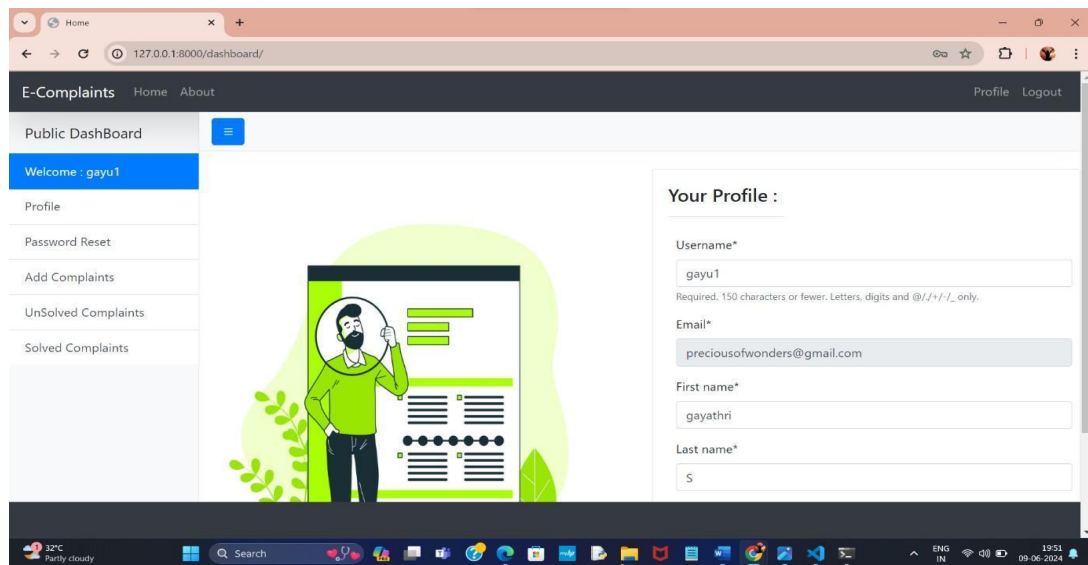 Home
127.0.0.1:8000/dashboard/
E-Complaints Home About Profile Logout
Public DashBoard
Welcome : gayu1
Profile
Password Reset
Add Complaints
UnSolved Complaints
Solved Complaints
Your Profile :
Username*
gayu1
Required. 150 characters or fewer. Letters, digits and @/./+/-/_ only.
Email*
preciousofwonders@gmail.com
First name*
gayathri
Last name*
S
1
32°C
Partly cloudy
Search
ENG
IN
19:51
09-06-2024